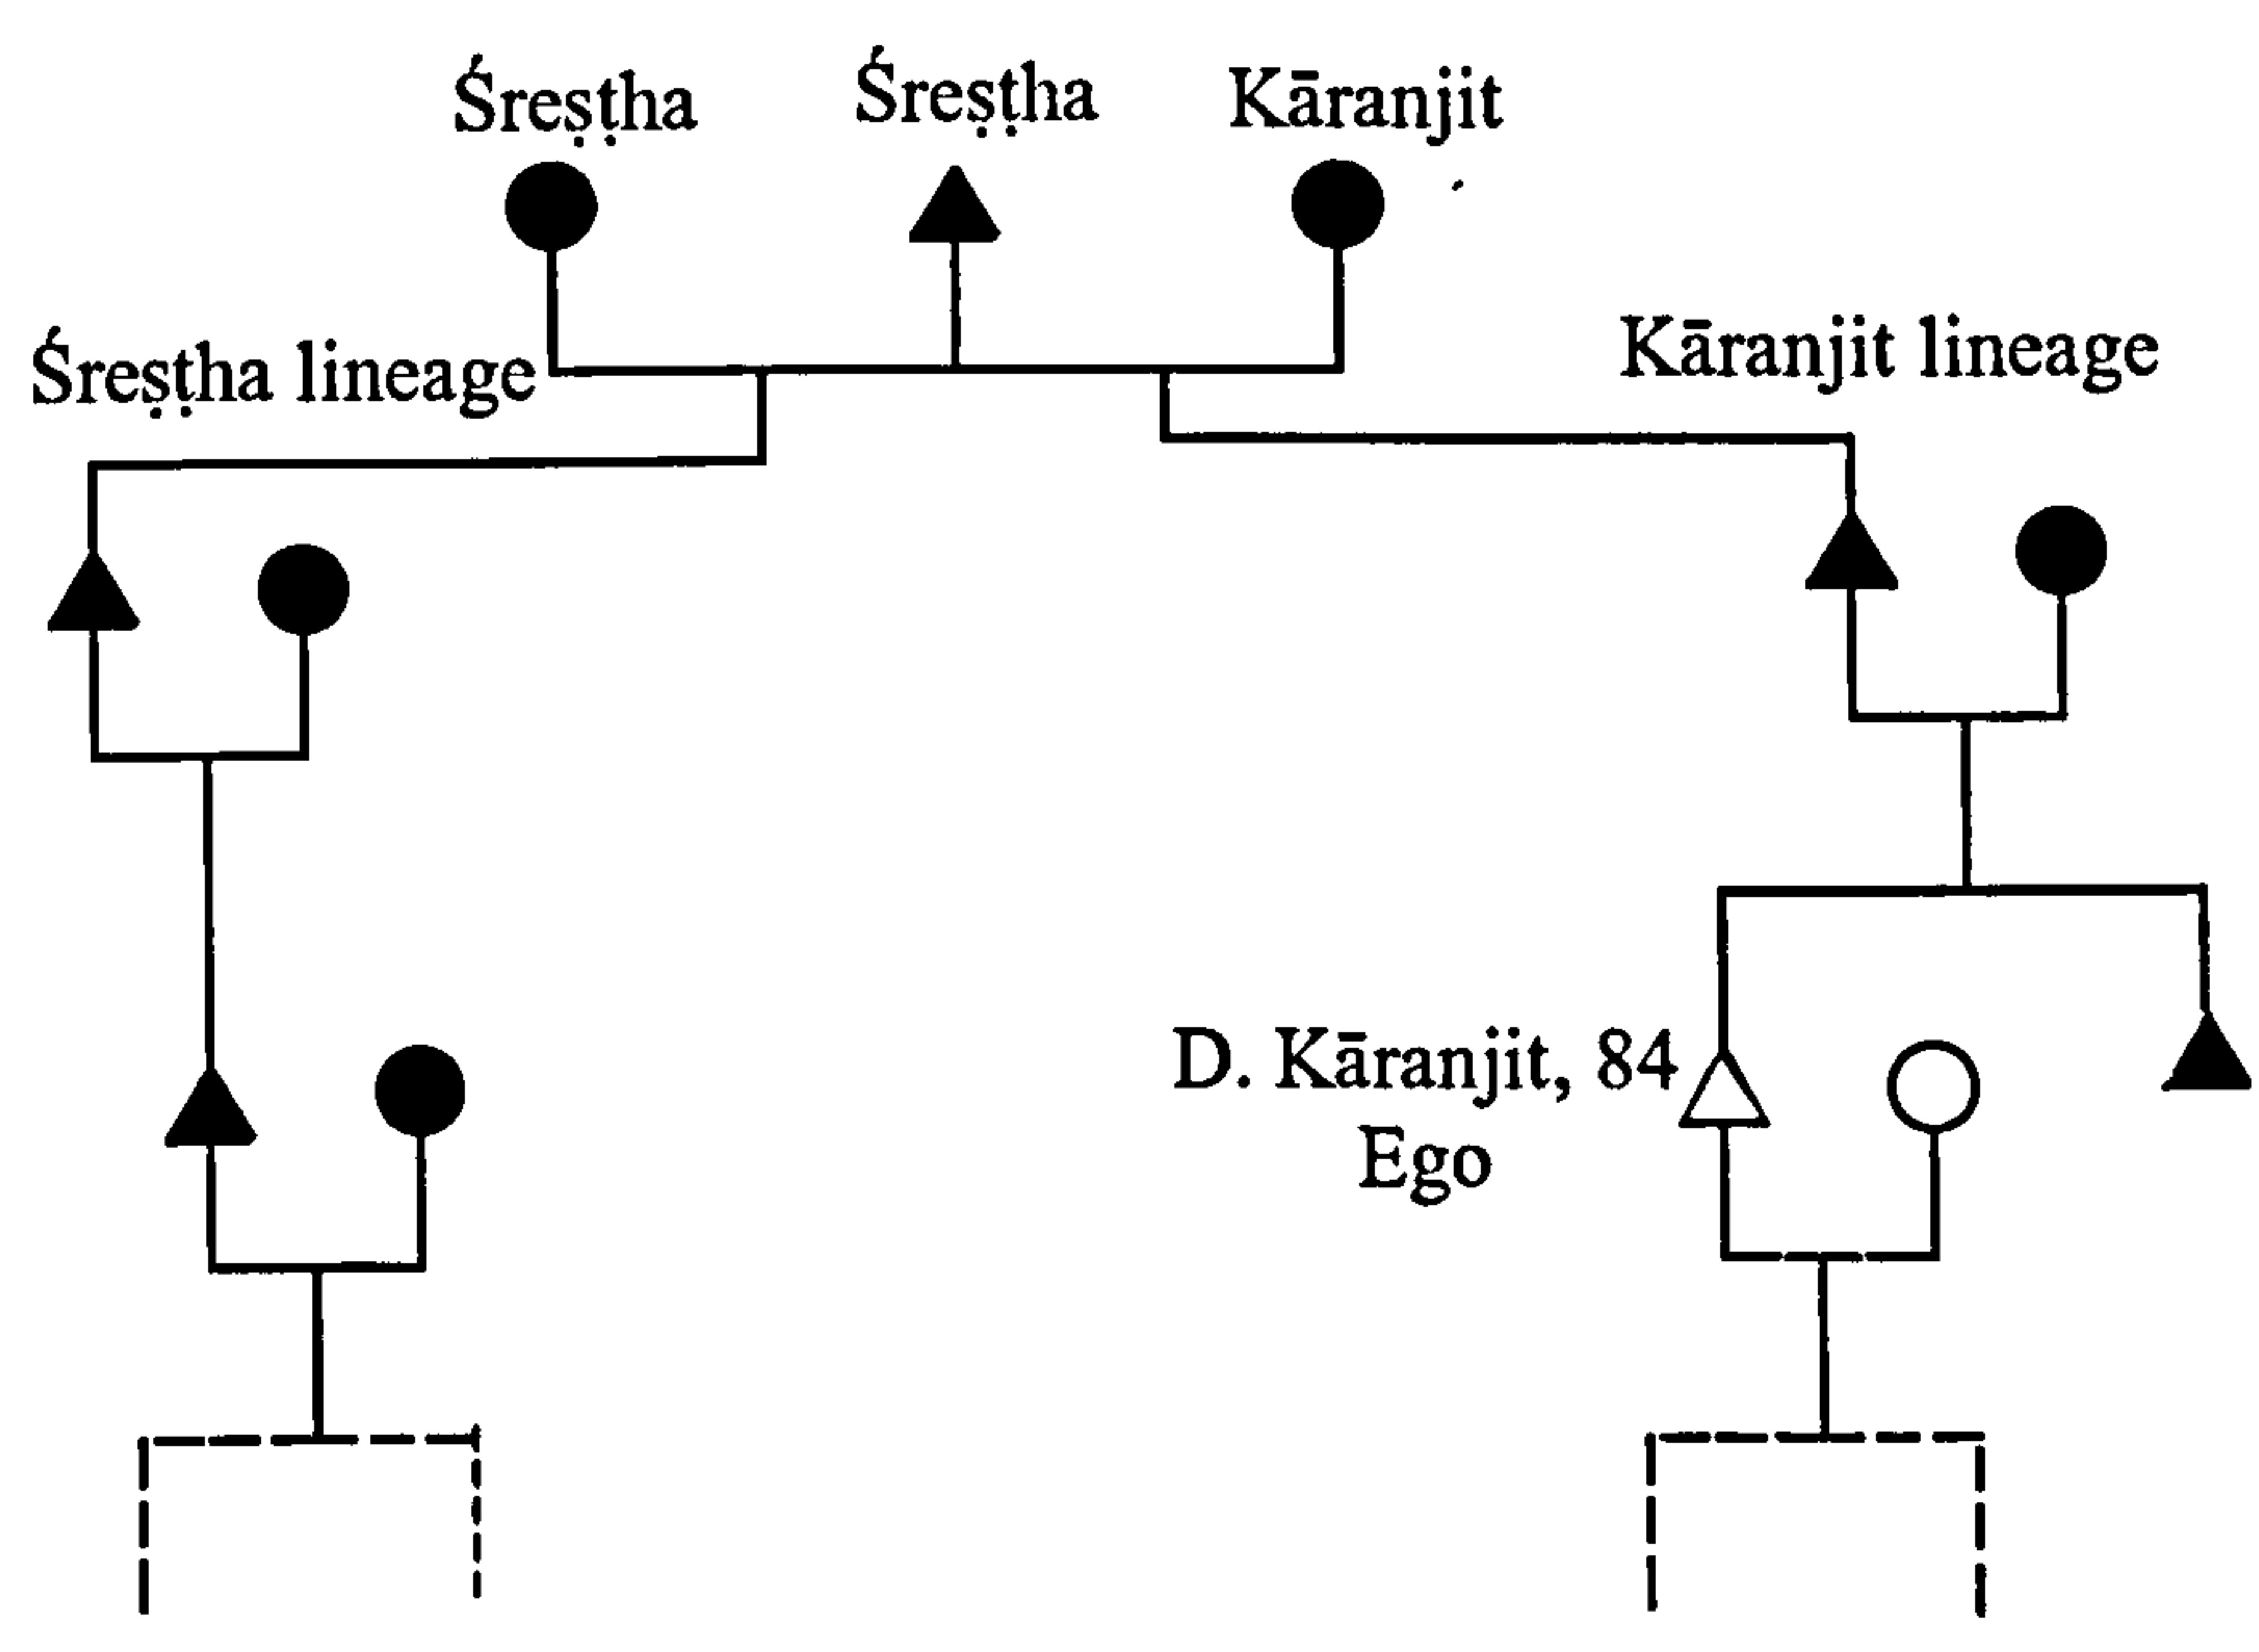 Śreṣṭha
Śreṣṭha
Kāranjit
Śreṣṭha lineage
Kāranjit lineage
D. Kāranjit, 84
Ego